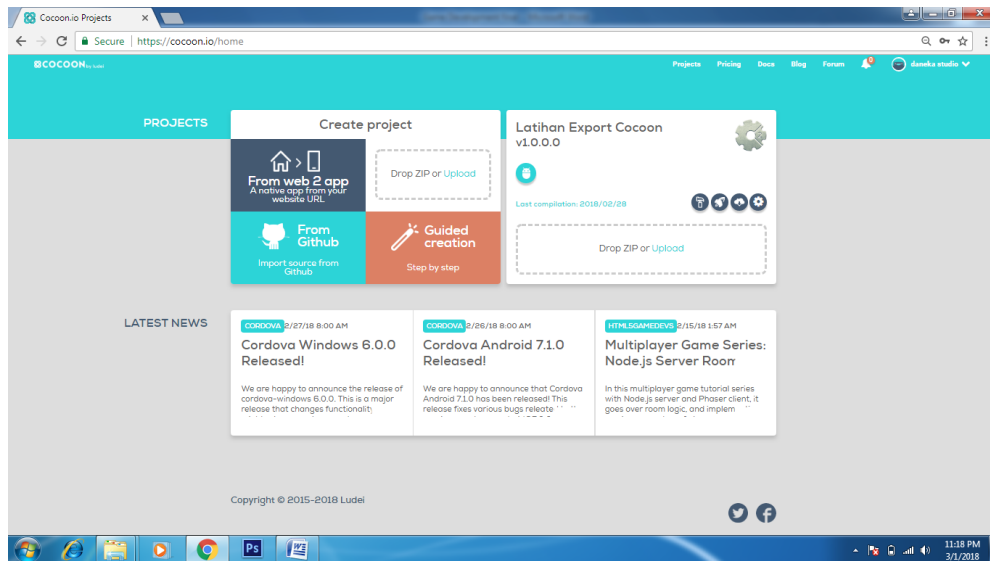 Cocoon.io Projects
Secure | https://cocoon.io/home
COCOON by ludei
Projects Pricing Docs Blog Forum daneka studio
PROJECTS
Create project
From web 2 app
A native app from your
website URL
Drop ZIP or Upload
From
Github
Import source from
Github
Guided
creation
Step by step
Latihan Export Cocoon
v1.0.0.0
Last compilation: 2018/02/28
Drop ZIP or Upload
LATEST NEWS
CORDOVA 2/27/18 8:00 AM
Cordova Windows 6.0.0
Released!
We are happy to announce the release of
cordova-windows 6.0.0. This is a major
release that changes functionality
CORDOVA 2/26/18 8:00 AM
Cordova Android 7.1.0
Released!
We are happy to announce that Cordova
Android 7.1.0 has been released! This
release fixes various bugs relate
HTML5GAMEDEVS 2/15/18 1:57 AM
Multiplayer Game Series:
Node.js Server Room
In this multiplayer game tutorial series
with Node.js server and Phaser client, it
goes over room logic, and implem
Copyright © 2015-2018 Ludei
Ps
11:18 PM
3/1/2018